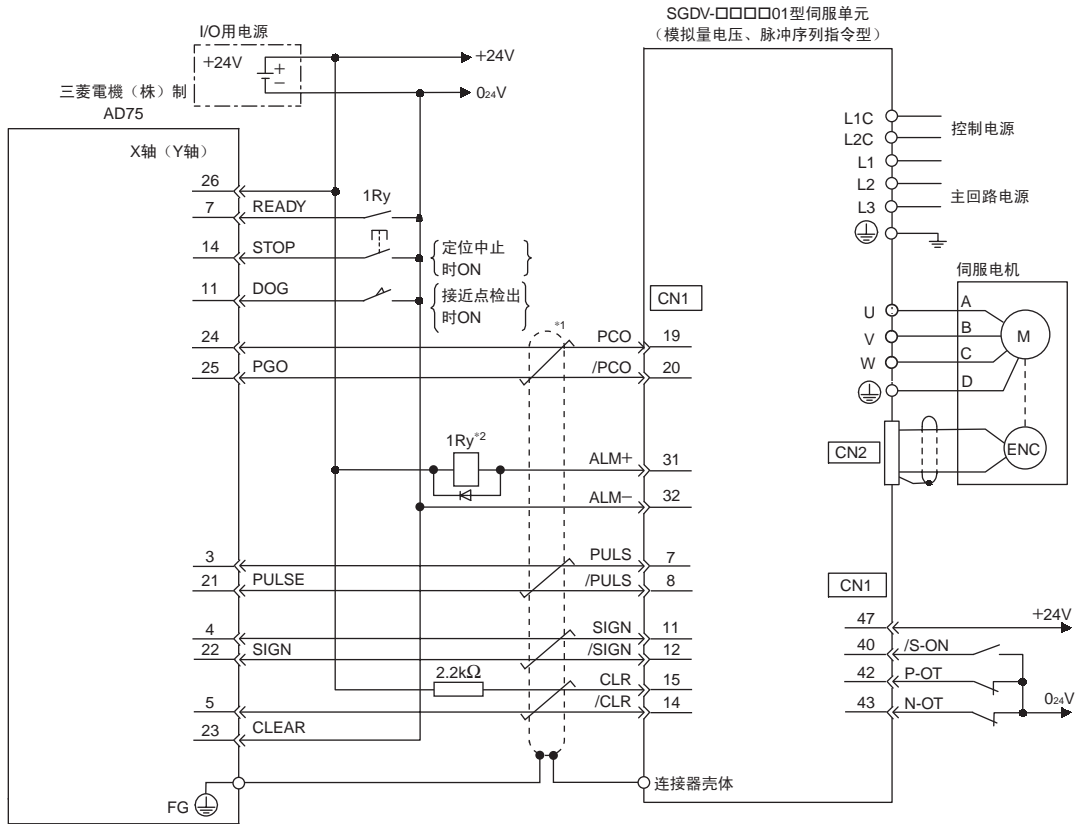 SGDV-□□□□01型伺服单元
（模拟量电压、脉冲序列指令型）
I/O用电源
+24V
+
−
+24V
024V
三菱電機（株）制
AD75
X轴（Y轴）
26
7 READY
1Ry
14 STOP
定位中止
时ON
11 DOG
接近点检出
时ON
*1
24
PCO 19
25 PGO
/PCO 20
1Ry*2
ALM+ 31
ALM− 32
3
PULS 7
21 PULSE
/PULS 8
4
SIGN 11
22 SIGN
/SIGN 12
2.2kΩ
CLR 15
5
/CLR 14
23 CLEAR
FG
连接器壳体
CN1
L1C
L2C
控制电源
L1
L2
L3
主回路电源
伺服电机
U A
V B
W C
D
M
CN2
ENC
CN1
47 +24V
40 /S-ON
42 P-OT
43 N-OT
024V